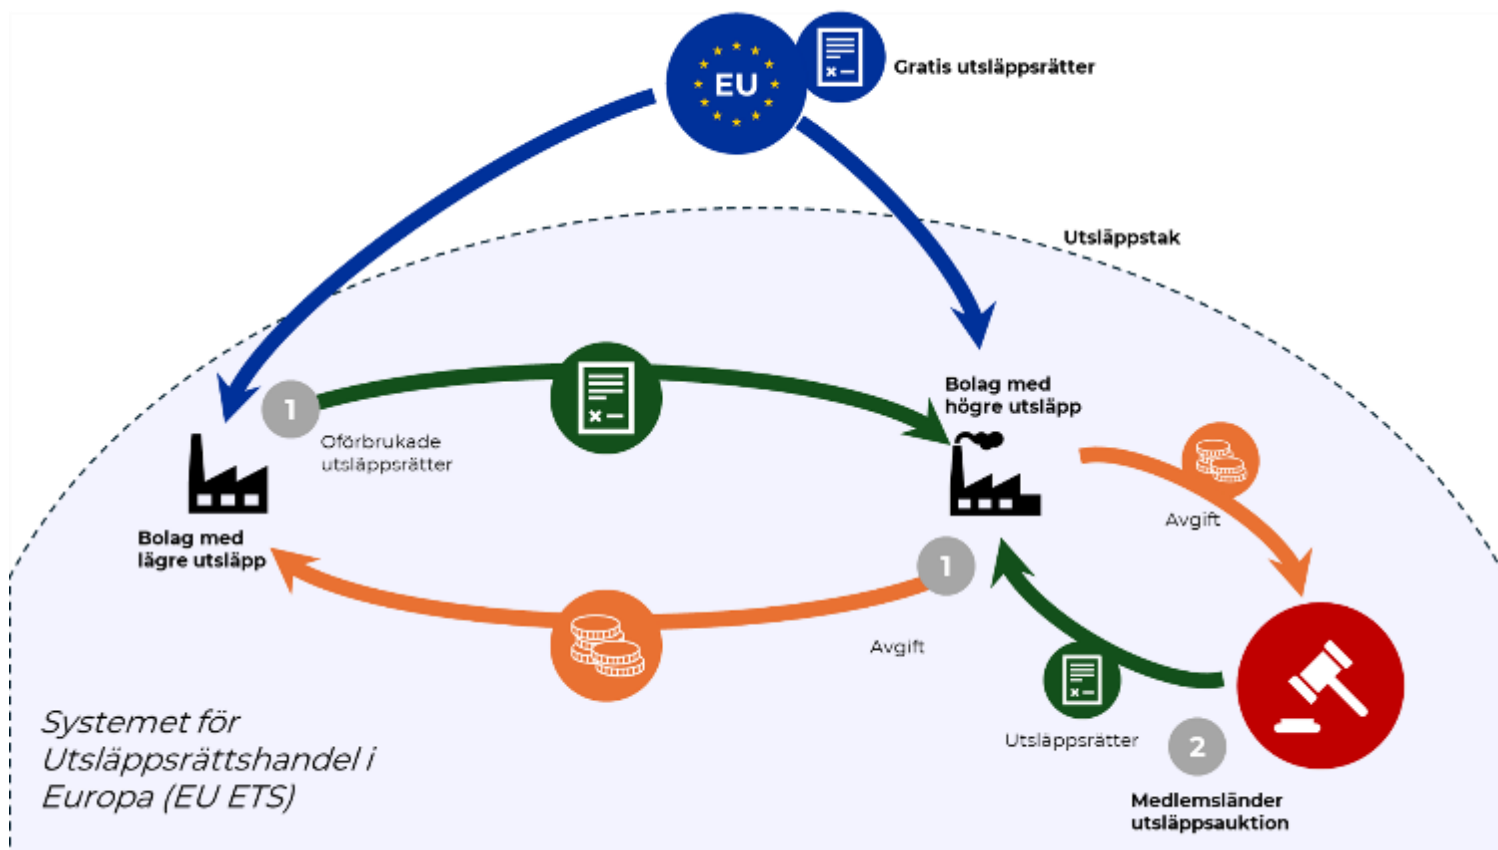 EU
Gratis utsläppsrätter
Utsläppstak
Bolag med
högre utsläpp
1
Oförbrukade
utsläppsrätter
Avgift
Bolag med
lägre utsläpp
1
Avgift
Utsläppsrätter
2
Medlemsländer
utsläppsauktion
Systemet för
Utsläppsrättshandel i
Europa (EU ETS)